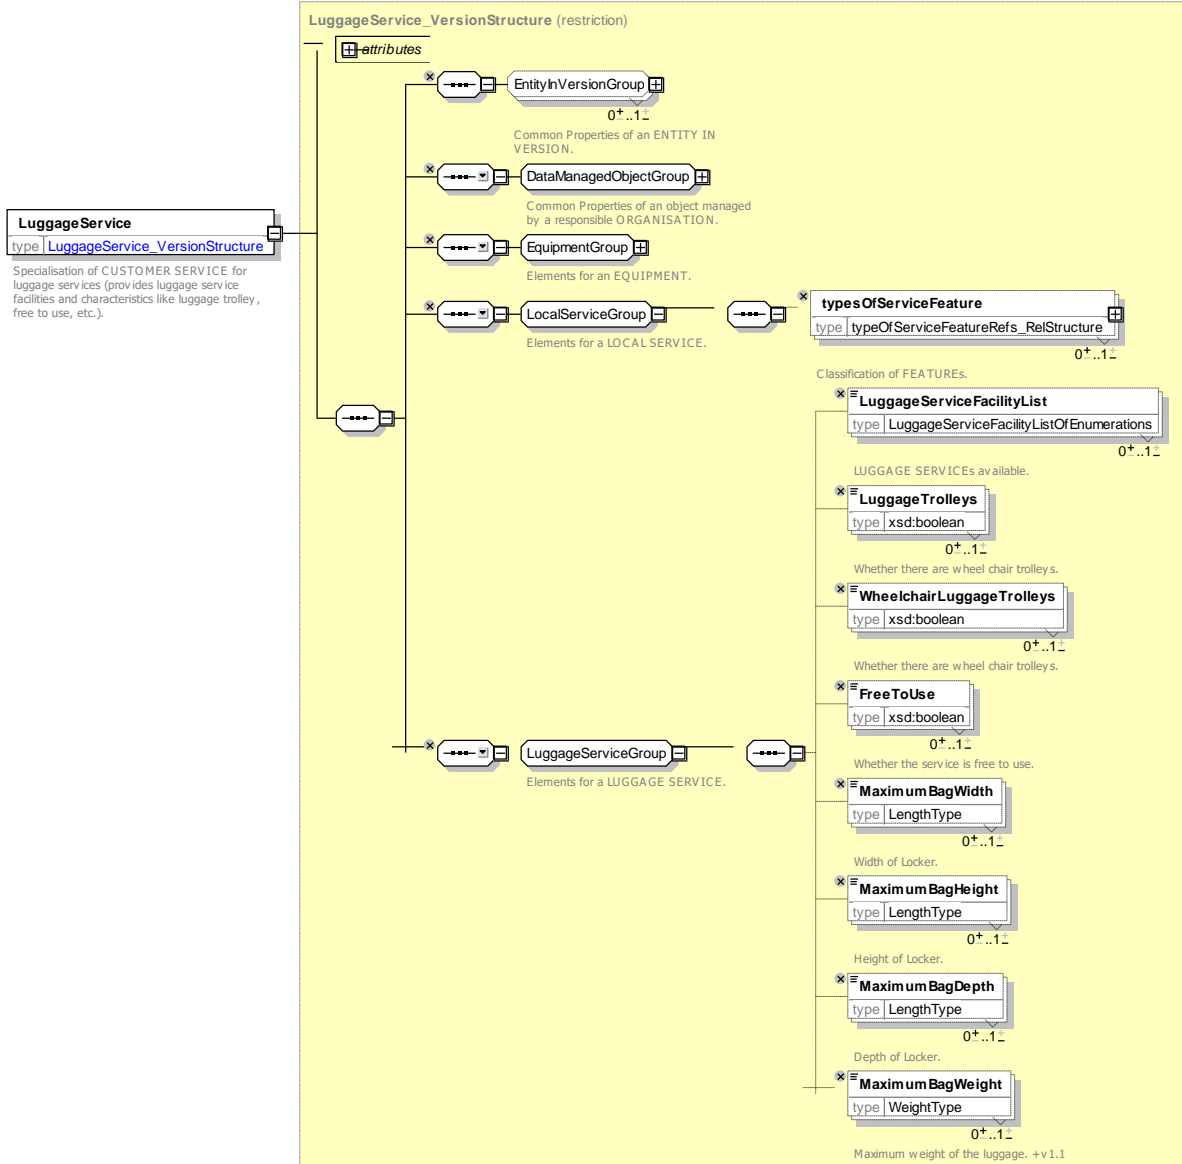 LuggageService_VersionStructure (restriction)
attributes
EntityInVersionGroup
0..1
Common Properties of an ENTITY IN
VERSION.
DataManagedObjectGroup
Common Properties of an object managed
by a responsible ORGANISATION.
LuggageService
type LuggageService_VersionStructure
Specialisation of CUSTOMER SERVICE for
luggage services (provides luggage service
facilities and characteristics like luggage trolley,
free to use, etc.).
EquipmentGroup
Elements for an EQUIPMENT.
LocalServiceGroup
Elements for a LOCAL SERVICE.
typesOfServiceFeature
type typeOfServiceFeatureRefs_RelStructure
0..1
Classification of FEATUREs.
LuggageServiceFacilityList
type LuggageServiceFacilityListOfEnumerations
0..1
LUGGAGE SERVICEs available.
LuggageTrolleys
type xsd:boolean
0..1
Whether there are wheel chair trolleys.
WheelchairLuggageTrolleys
type xsd:boolean
0..1
Whether there are wheel chair trolleys.
FreeToUse
type xsd:boolean
0..1
Whether the service is free to use.
LuggageServiceGroup
Elements for a LUGGAGE SERVICE.
MaximumBagWidth
type LengthType
0..1
Width of Locker.
MaximumBagHeight
type LengthType
0..1
Height of Locker.
MaximumBagDepth
type LengthType
0..1
Depth of Locker.
MaximumBagWeight
type WeightType
0..1
Maximum weight of the luggage. +v1.1